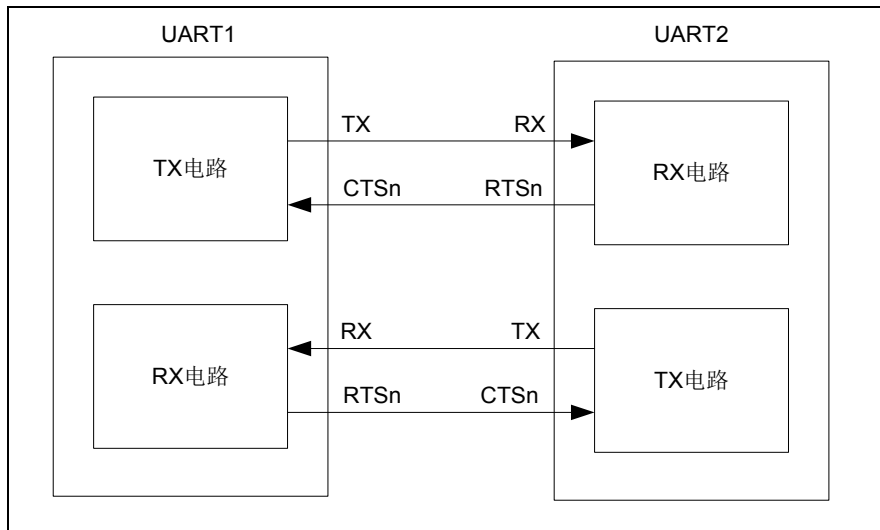 UART1 UART2
TX RX
TX电路 RX电路
CTSn RTSn
RX TX
RX电路 TX电路
RTSn CTSn